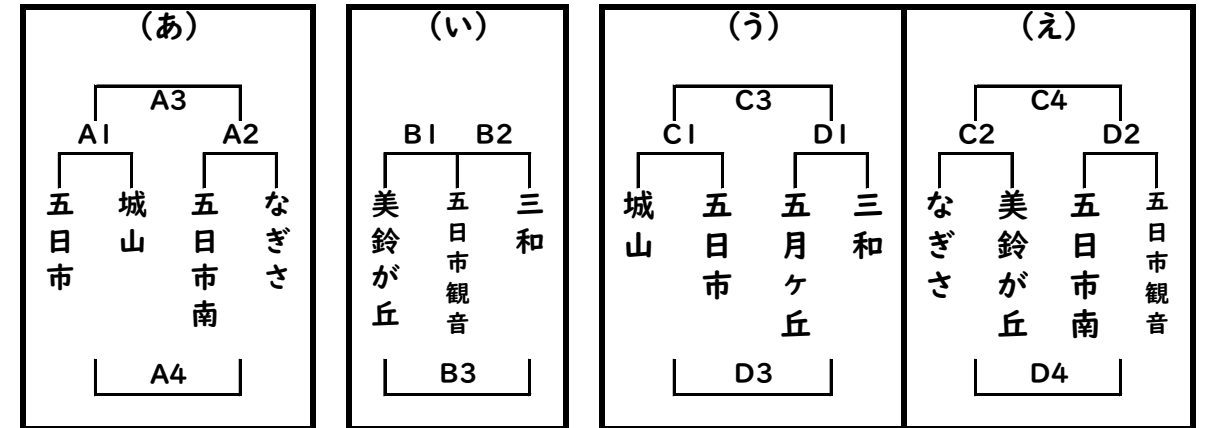 (あ)
A3
A1
A2
五日市
城山
五日市南
なぎさ
A4
(い)
B1
B2
美鈴が丘
五日市観音
三和
B3
(う)
C3
C1
D1
城山
五日市
五月ヶ丘
三和
D3
(え)
C4
C2
D2
なぎさ
美鈴が丘
五日市南
五日市観音
D4